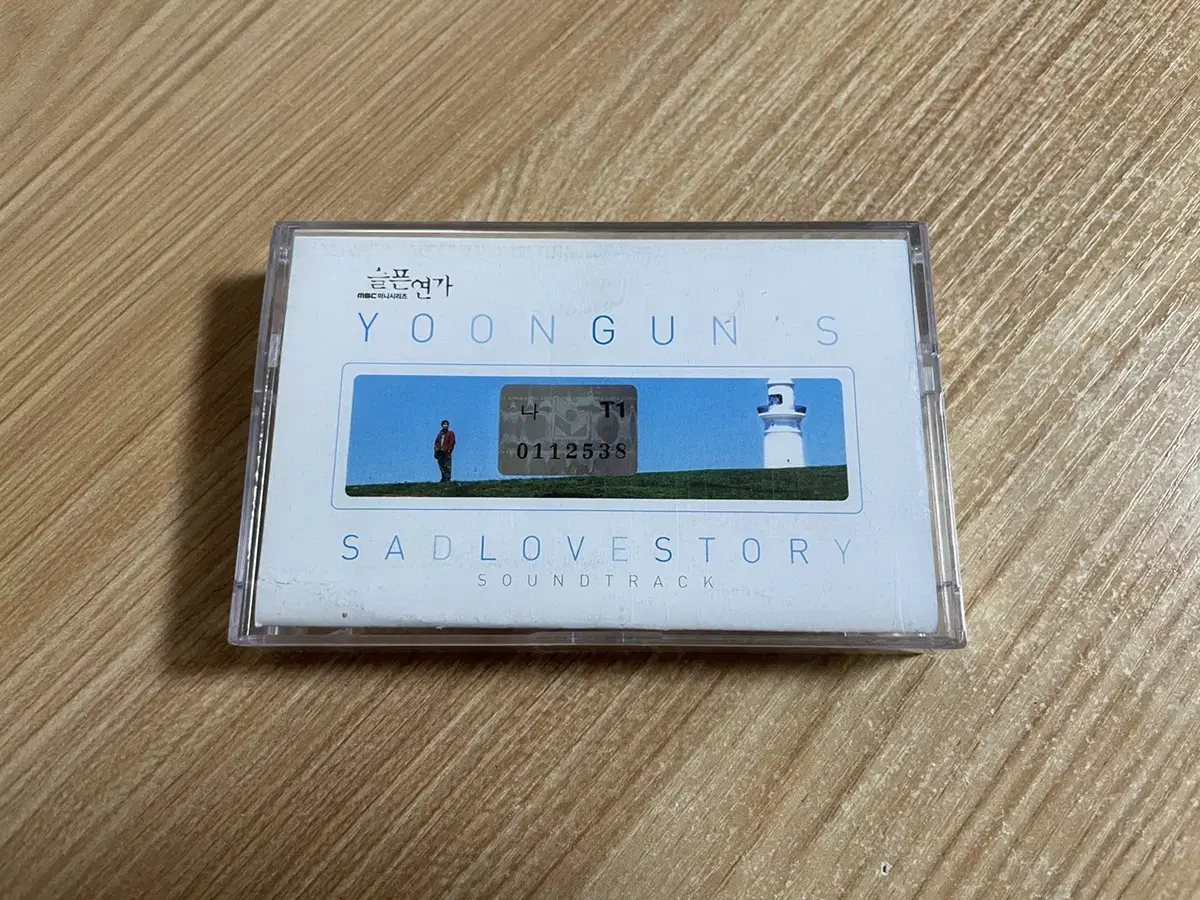 슬픈연가
MBC 미니시리즈
YOONGUN'S
나 T1
0112538
SADLOVESTORY
SOUNDTRACK